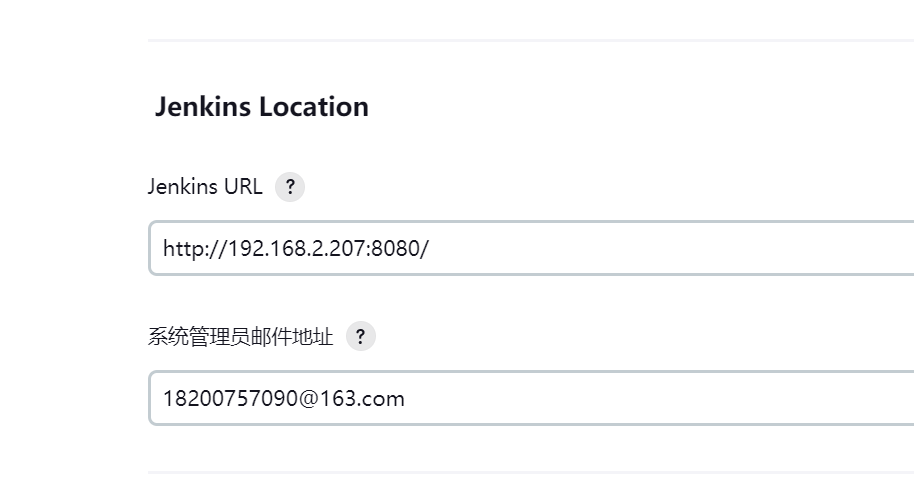 Jenkins Location
Jenkins URL ?
http://192.168.2.207:8080/
系统管理员邮件地址 ?
18200757090@163.com